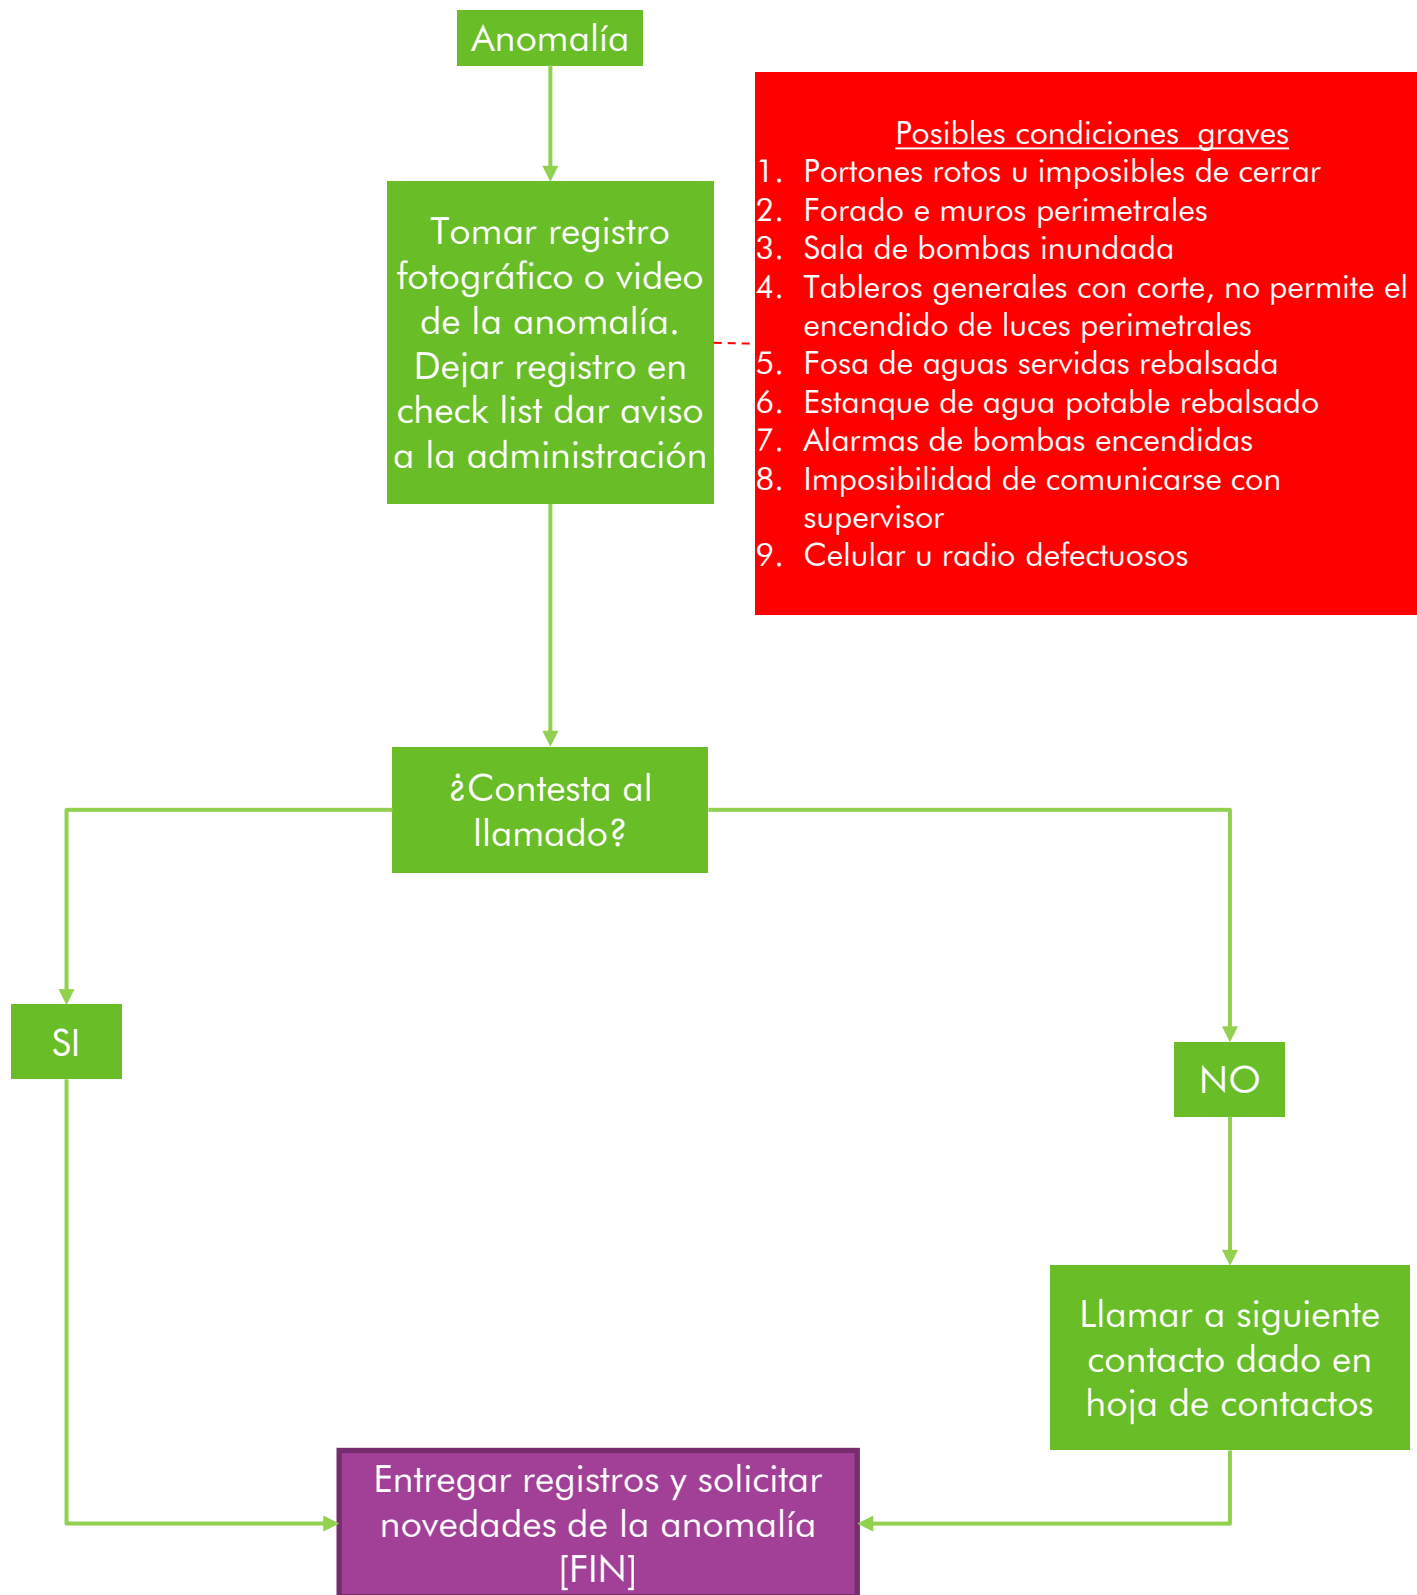 Anomalía
Posibles condiciones  graves
1. Portones rotos u imposibles de cerrar
2. Forado e muros perimetrales
3. Sala de bombas inundada
4. Tableros generales con corte, no permite el
encendido de luces perimetrales
5. Fosa de aguas servidas rebalsada
6. Estanque de agua potable rebalsado
7. Alarmas de bombas encendidas
8. Imposibilidad de comunicarse con
supervisor
9. Celular u radio defectuosos
Tomar registro
fotográfico o video
de la anomalía.
Dejar registro en
check list dar aviso
a la administración
¿Contesta al
llamado?
SI
NO
Llamar a siguiente
contacto dado en
hoja de contactos
Entregar registros y solicitar
novedades de la anomalía
[FIN]